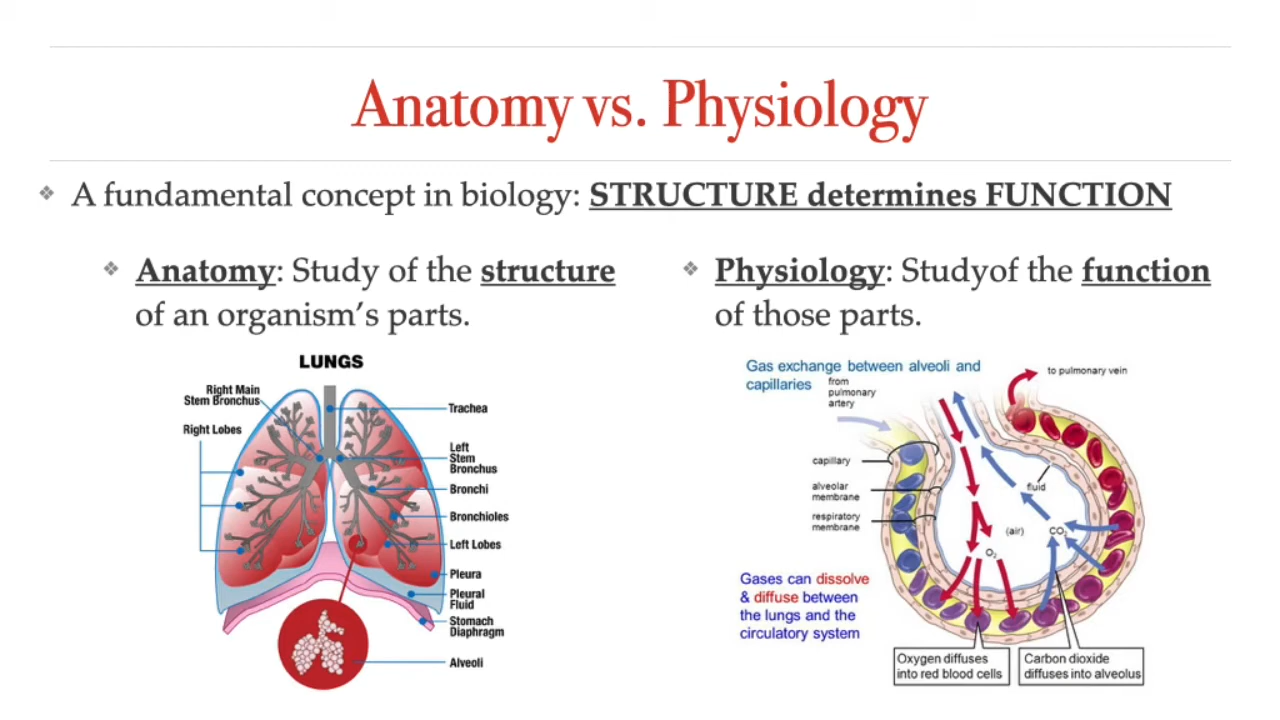 Anatomy vs. Physiology
❖ A fundamental concept in biology: STRUCTURE determines FUNCTION
❖ Anatomy: Study of the structure
of an organism’s parts.
❖ Physiology: Studyof the function
of those parts.
LUNGS
Right Main
Stem Bronchus
Right Lobes
Trachea
Left
Stem
Bronchus
Bronchi
Bronchioles
Left Lobes
Pleura
Pleural
Fluid
Stomach
Diaphragm
Alveoli
Gas exchange between alveoli and
capillaries
from
pulmonary
artery
to pulmonary vein
capillary
alveolar
membrane
respiratory
membrane
fluid
(air)
CO2
O2
Gases can dissolve
& diffuse between
the lungs and the
circulatory system
Oxygen diffuses
into red blood cells
Carbon dioxide
diffuses into alveolus